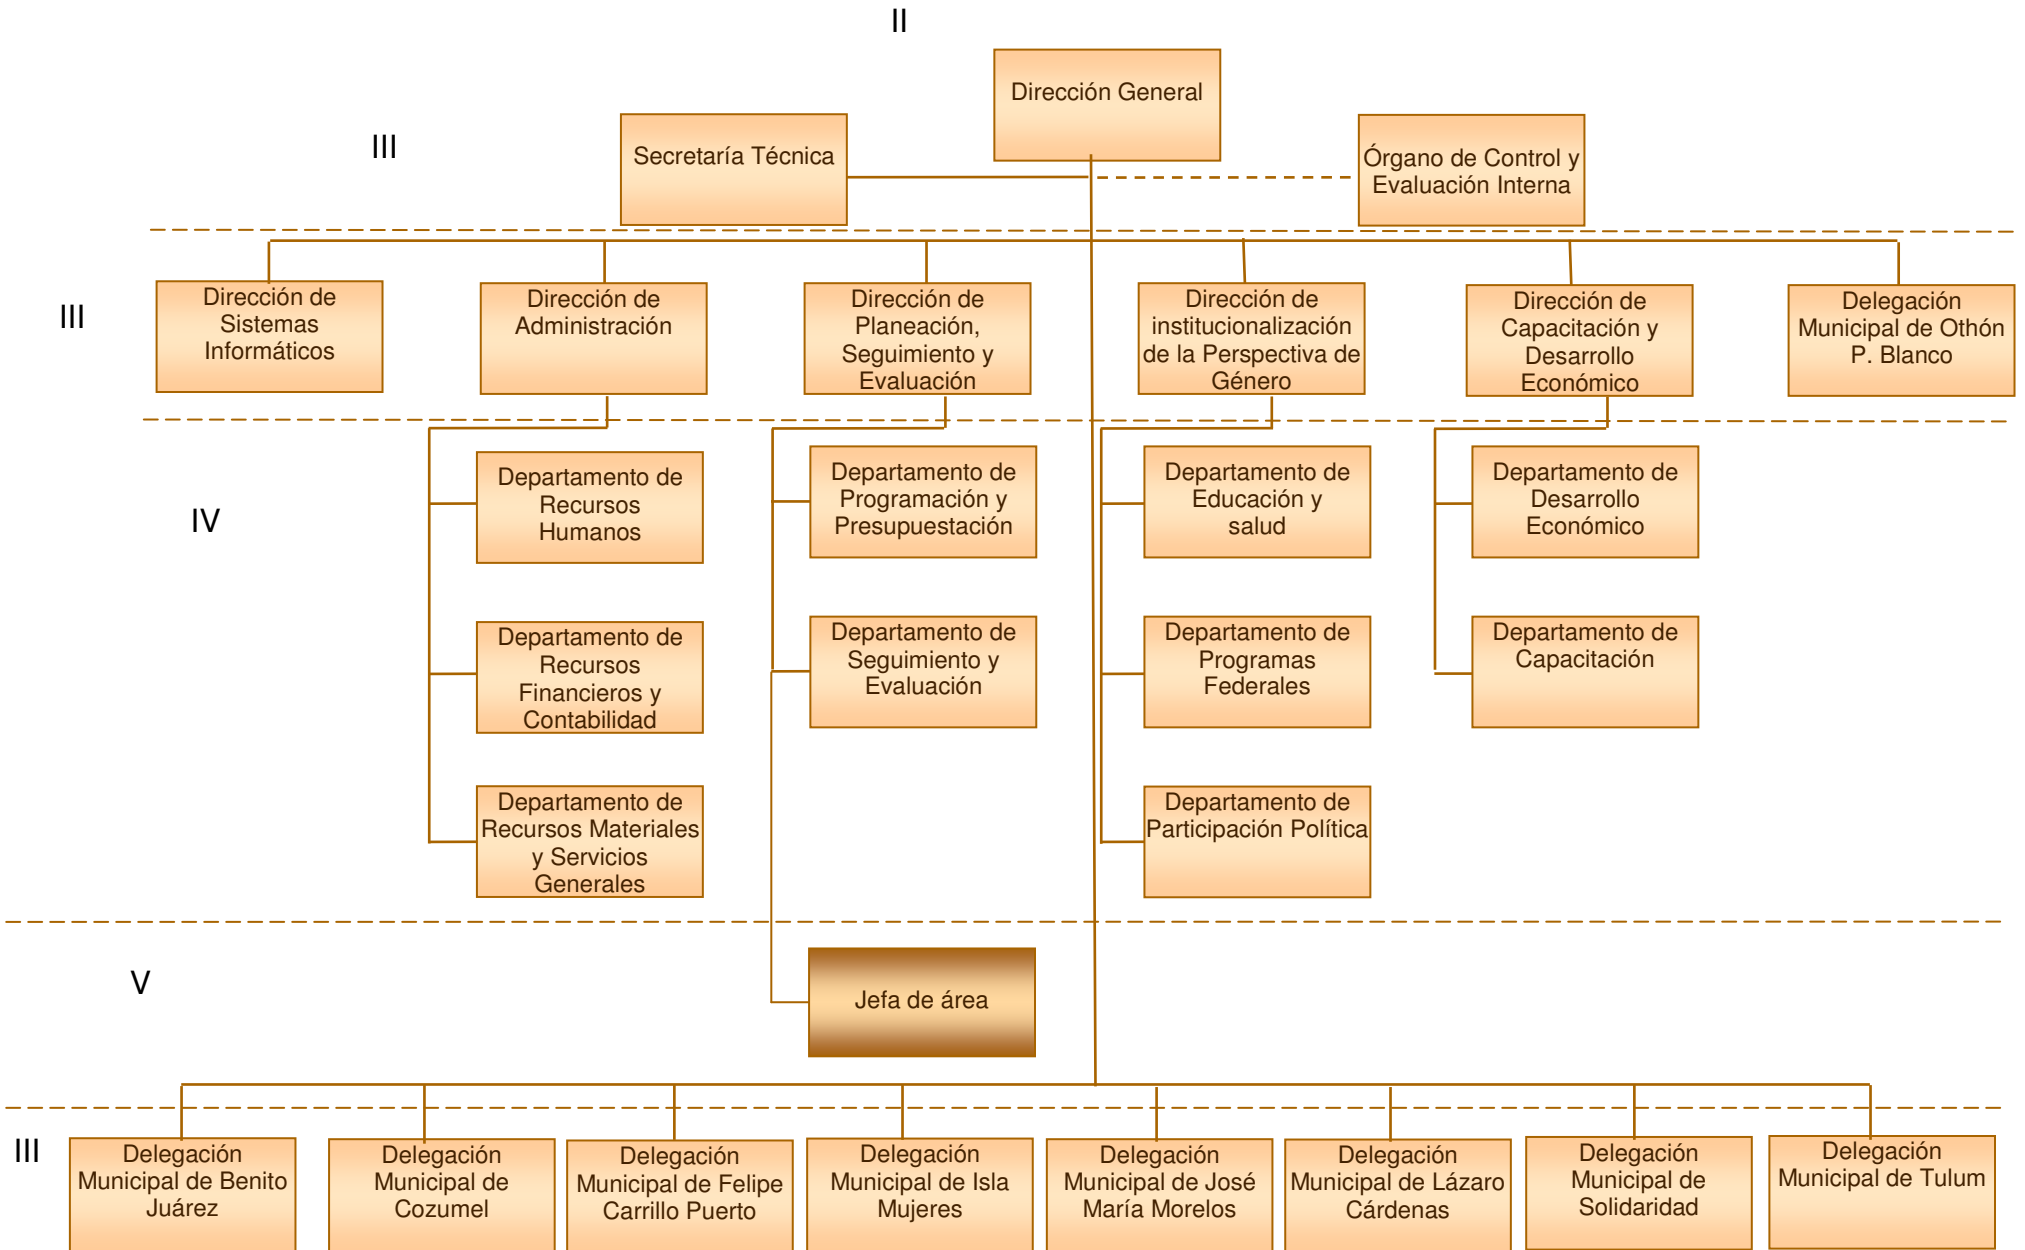 II
Dirección General
III
Secretaría Técnica
Órgano de Control y
Evaluación Interna
III
Dirección de
Sistemas
Informáticos
Dirección de
Administración
Dirección de
Planeación,
Seguimiento y
Evaluación
Dirección de
institucionalización
de la Perspectiva de
Género
Dirección de
Capacitación y
Desarrollo
Económico
Delegación
Municipal de Othón
P. Blanco
IV
Departamento de
Recursos
Humanos
Departamento de
Programación y
Presupuestación
Departamento de
Educación y
salud
Departamento de
Desarrollo
Económico
Departamento de
Recursos
Financieros y
Contabilidad
Departamento de
Seguimiento y
Evaluación
Departamento de
Programas
Federales
Departamento de
Capacitación
Departamento de
Recursos Materiales
y Servicios
Generales
Departamento de
Participación Política
V
Jefa de área
III
Delegación
Municipal de Benito
Juárez
Delegación
Municipal de
Cozumel
Delegación
Municipal de Felipe
Carrillo Puerto
Delegación
Municipal de Isla
Mujeres
Delegación
Municipal de José
María Morelos
Delegación
Municipal de Lázaro
Cárdenas
Delegación
Municipal de
Solidaridad
Delegación
Municipal de Tulum